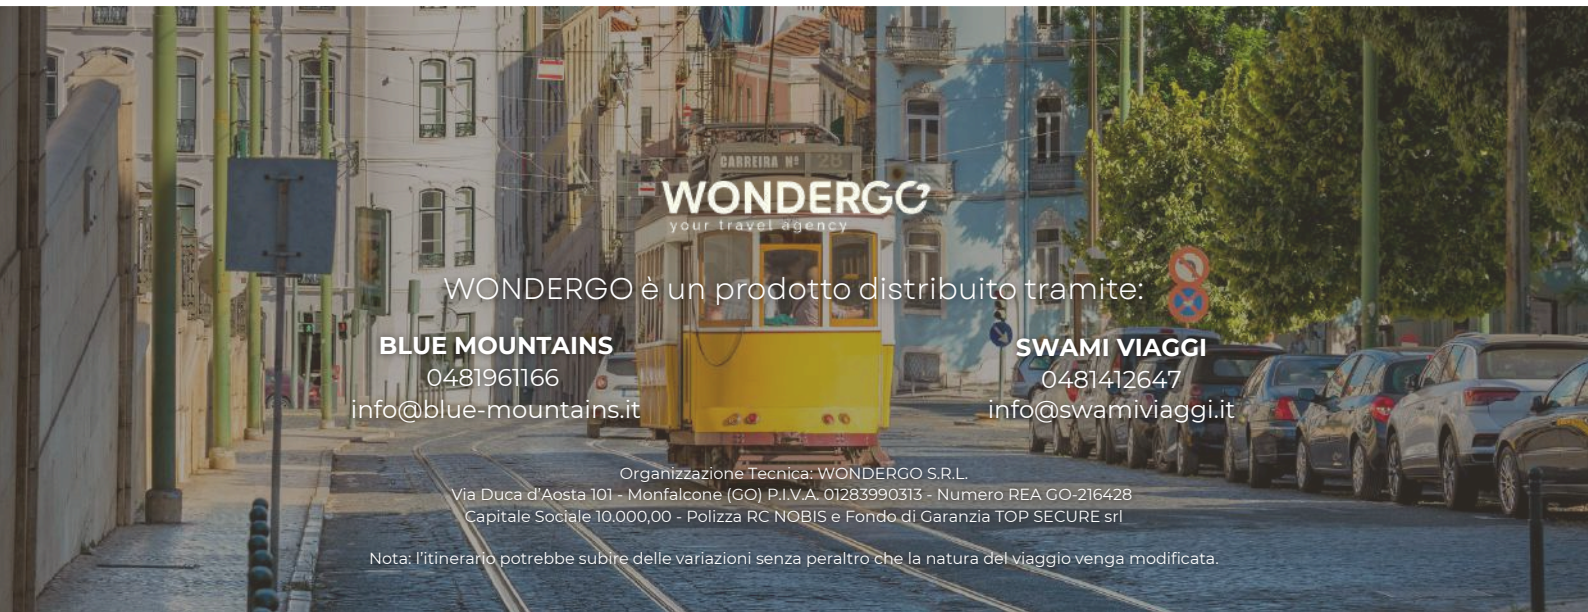 CARREIRA Nº 28
WONDERGO
your travel agency
WONDERGO è un prodotto distribuito tramite:
BLUE MOUNTAINS
0481961166
info@blue-mountains.it
SWAMI VIAGGI
0481412647
info@swamiviaggi.it
Organizzazione Tecnica: WONDERGO S.R.L.
Via Duca d’Aosta 101 - Monfalcone (GO) P.I.V.A. 01283990313 - Numero REA GO-216428
Capitale Sociale 10.000,00 - Polizza RC NOBIS e Fondo di Garanzia TOP SECURE srl
Nota: l’itinerario potrebbe subire delle variazioni senza peraltro che la natura del viaggio venga modificata.